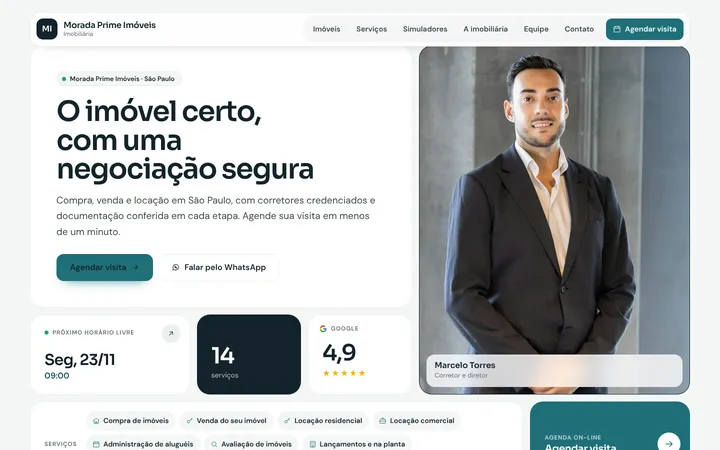 MI
Morada Prime Imóveis
Imobiliária
Imóveis
Serviços
Simuladores
A imobiliária
Equipe
Contato
Agendar visita
Morada Prime Imóveis · São Paulo
O imóvel certo,
com uma
negociação segura
Compra, venda e locação em São Paulo, com corretores credenciados e
documentação conferida em cada etapa. Agende sua visita em menos
de um minuto.
Agendar visita →
Falar pelo WhatsApp
Marcelo Torres
Corretor e diretor
PRÓXIMO HORÁRIO LIVRE
Seg, 23/11
09:00
14
serviços
GOOGLE
4,9
★★★★★
SERVIÇOS
Compra de imóveis
Venda do seu imóvel
Locação residencial
Locação comercial
Administração de aluguéis
Avaliação de imóveis
Lançamentos e na planta
AGENDA ON-LINE
Agendar visita